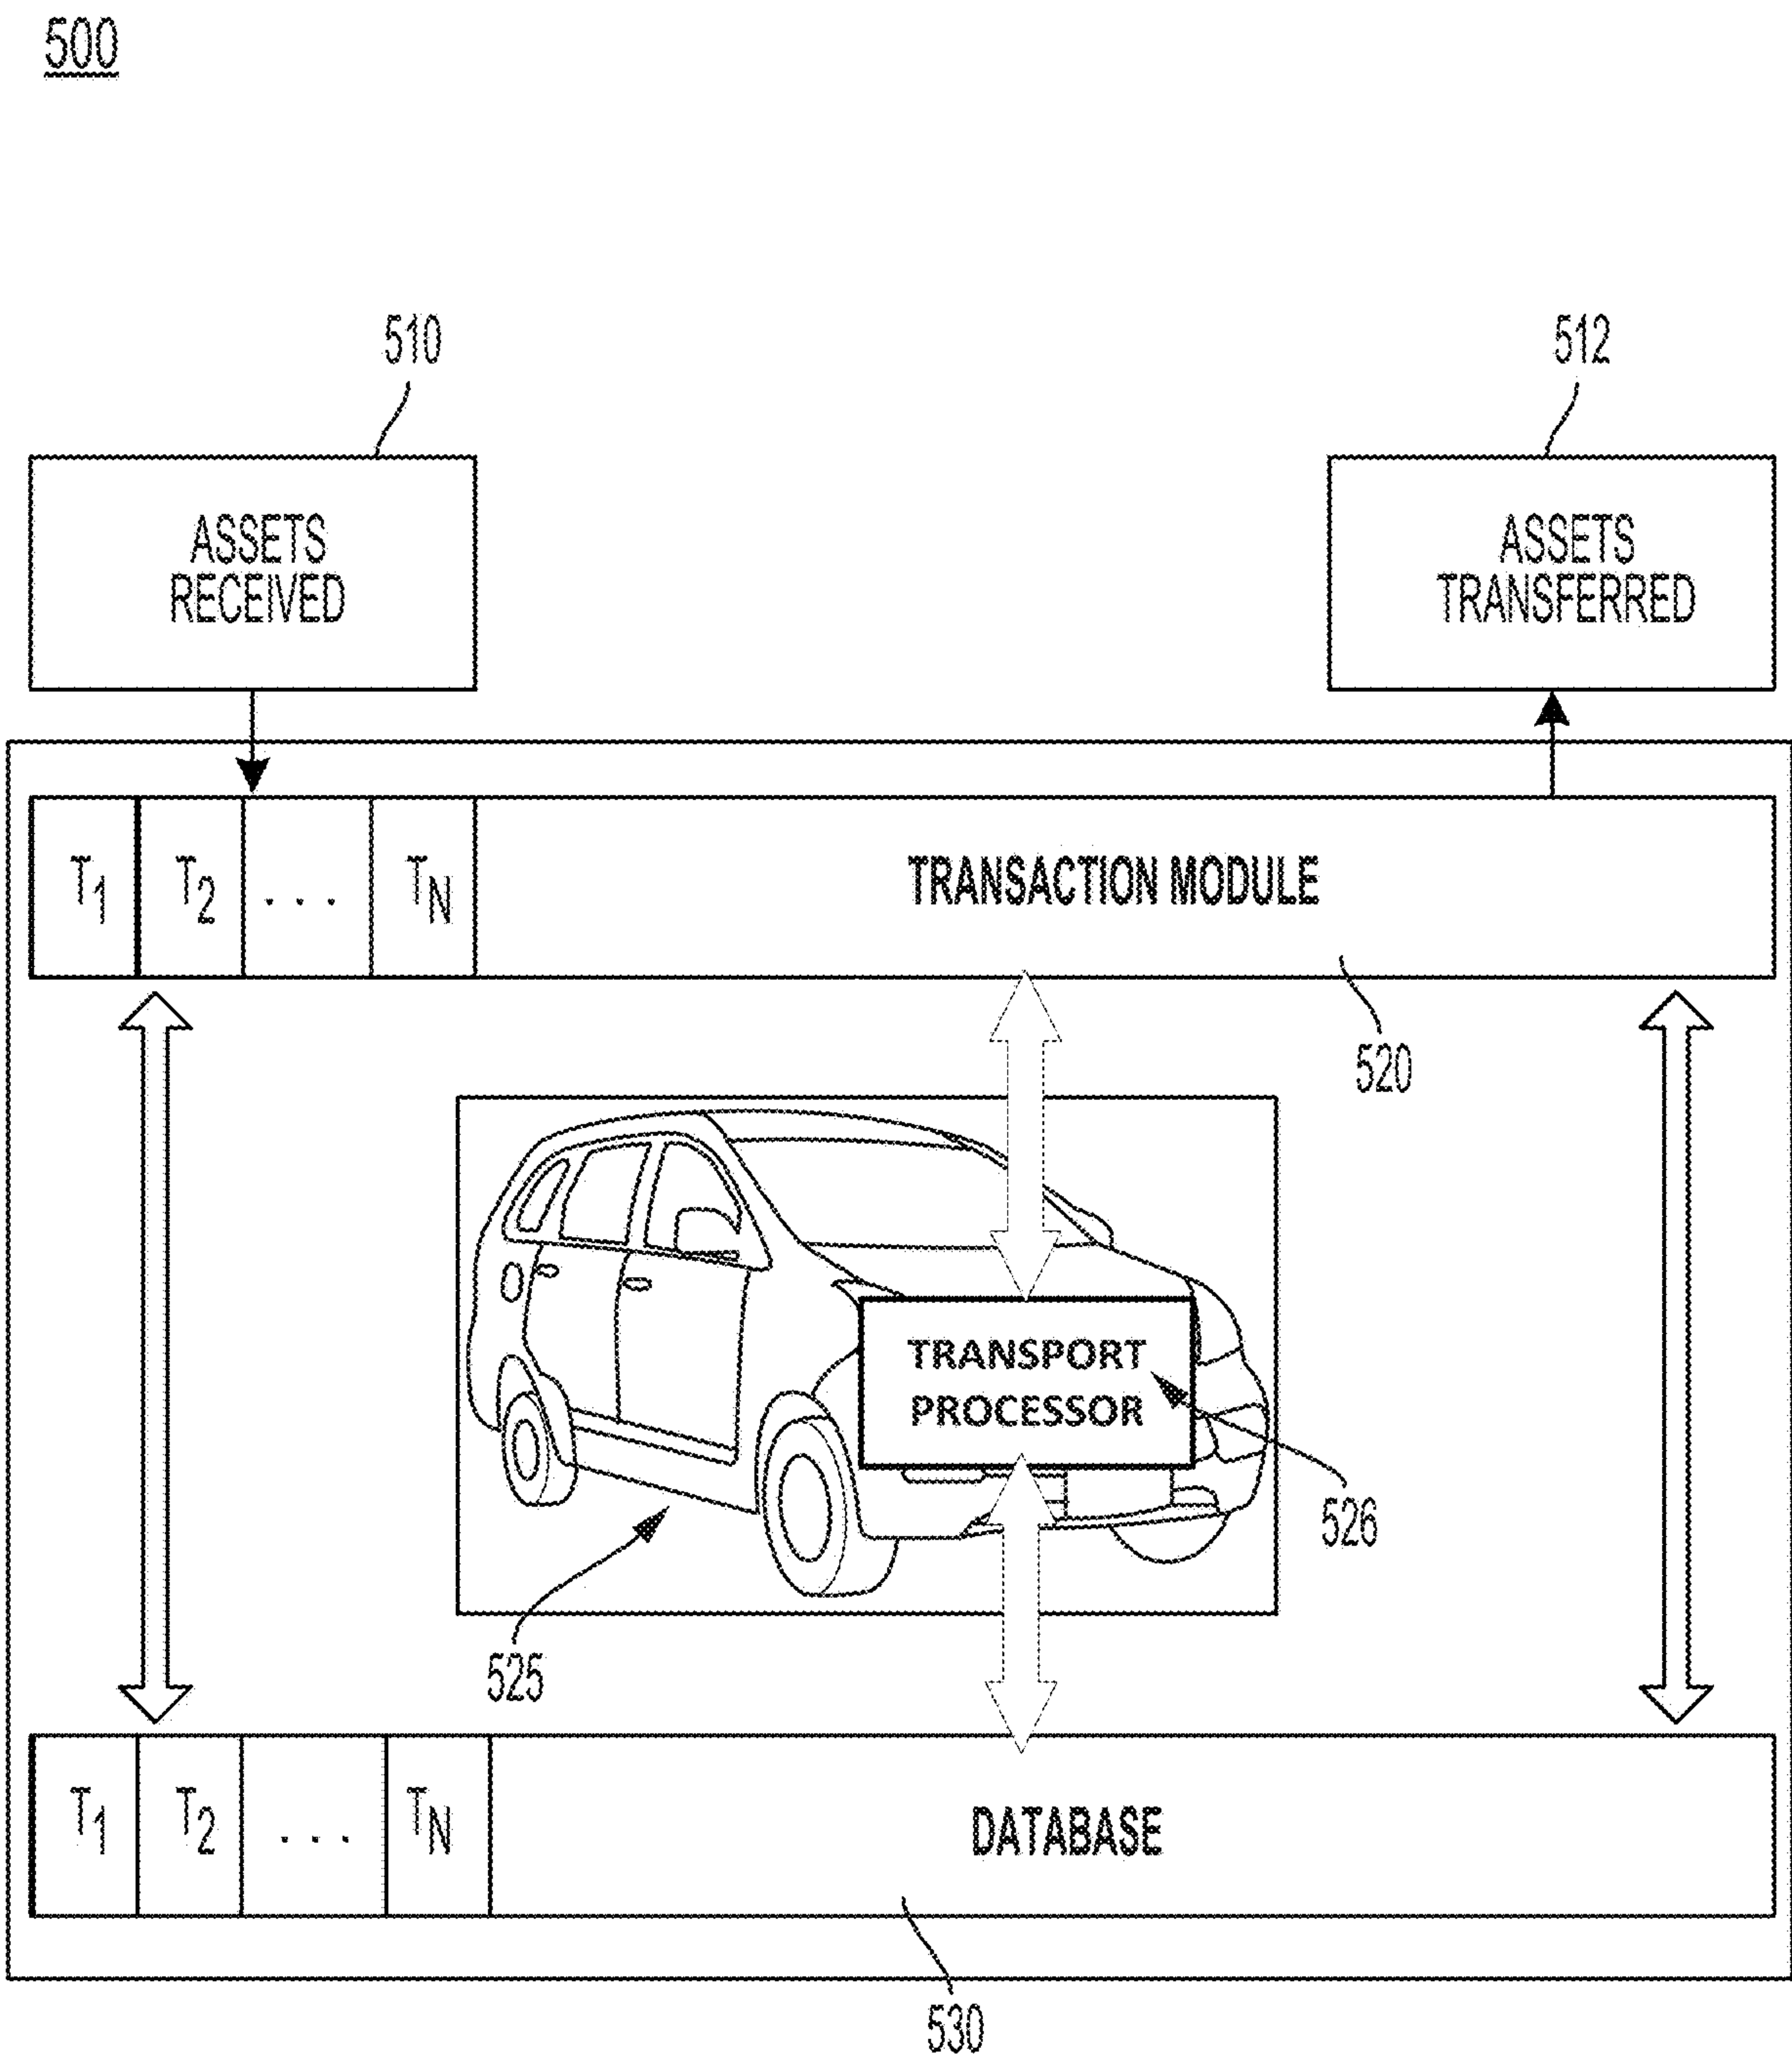 500
510
512
ASSETS
RECEIVED
ASSETS
TRANSFERRED
T1 T2 . . . TN TRANSACTION MODULE
520
TRANSPORT
PROCESSOR
526
525
T1 T2 . . . TN DATABASE
530